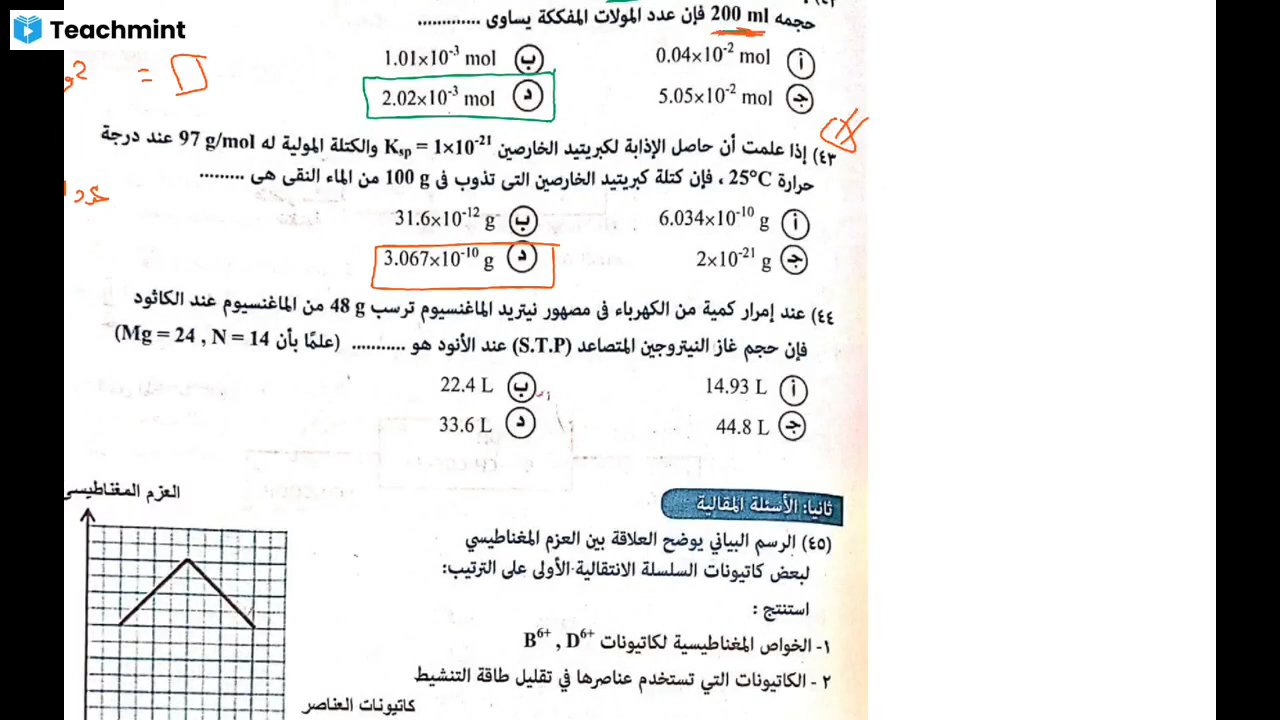 Teachmint
حجمه 200 ml فإن عدد المولات المفككة يساوى .............
أ 0.04×10⁻² mol
ب 1.01×10⁻³ mol
ج 5.05×10⁻² mol
د 2.02×10⁻³ mol
٤٣) إذا علمت أن حاصل الإذابة لكبريتيد الخارصين Ksp = 1×10⁻²¹ والكتلة المولية له 97 g/mol عند درجة
حرارة 25°C ، فإن كتلة كبريتيد الخارصين التى تذوب فى 100 g من الماء النقى هى .........
أ 6.034×10⁻¹⁰ g
ب 31.6×10⁻¹² g
ج 2×10⁻²¹ g
د 3.067×10⁻¹⁰ g
٤٤) عند إمرار كمية من الكهرباء فى مصهور نيتريد الماغنسيوم ترسب 48 g من الماغنسيوم عند الكاثود
فإن حجم غاز النيتروجين المتصاعد (S.T.P) عند الأنود هو ........... (علمًا بأن Mg = 24 , N = 14)
أ 14.93 L
ب 22.4 L
ج 44.8 L
د 33.6 L
ثانيا: الأسئلة المقالية
٤٥) الرسم البياني يوضح العلاقة بين العزم المغناطيسي
لبعض كاتيونات السلسلة الانتقالية الأولى على الترتيب:
استنتج :
١- الخواص المغناطيسية لكاتيونات B⁶⁺ , D⁶⁺
٢ - الكاتيونات التي تستخدم عناصرها في تقليل طاقة التنشيط
العزم المغناطيسى
كاتيونات العناصر